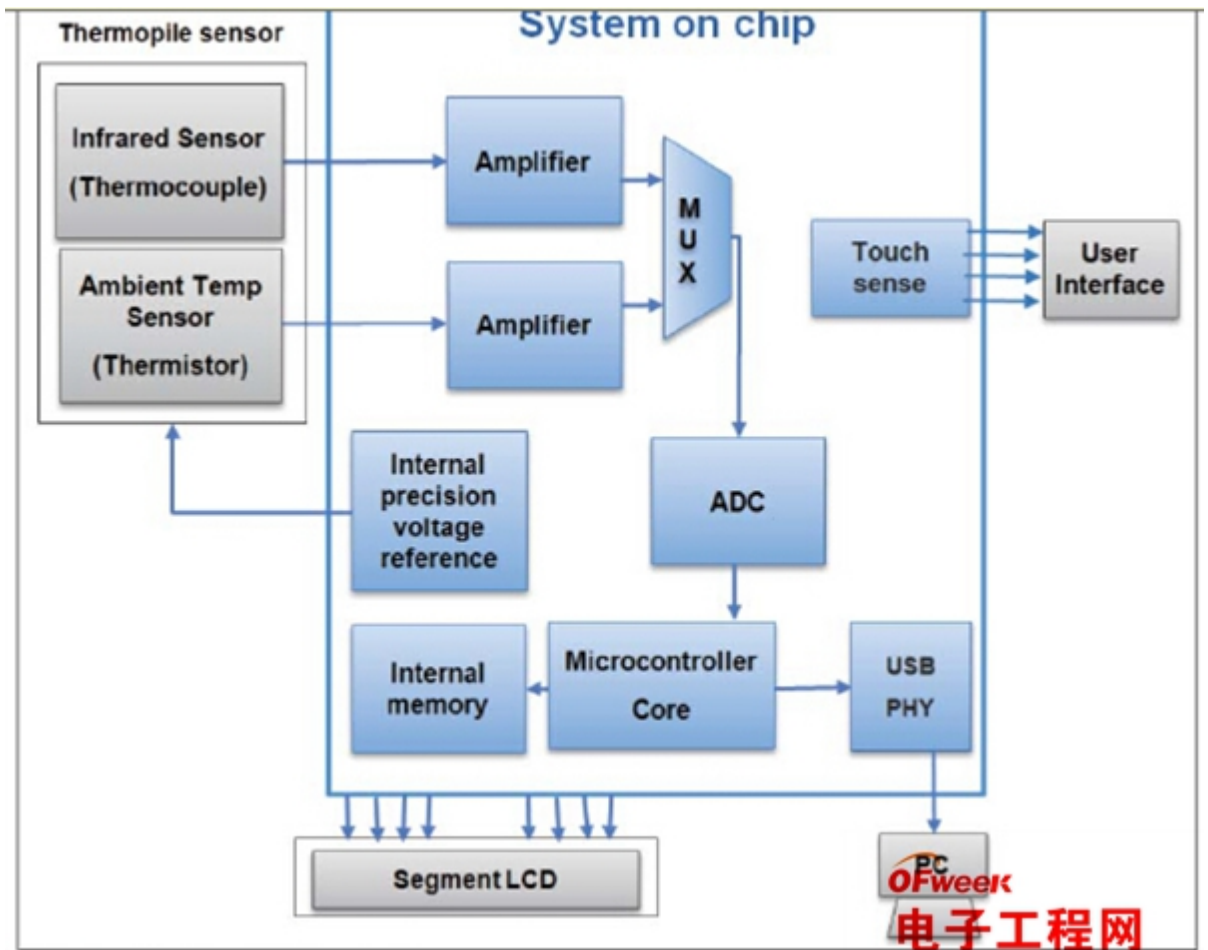 Thermopile sensor
System on chip
Infrared Sensor
(Thermocouple)
Ambient Temp
Sensor
(Thermistor)
Amplifier
Amplifier
M
U
X
Touch
sense
User
Interface
Internal
precision
voltage
reference
ADC
Internal
memory
Microcontroller
Core
USB
PHY
Segment LCD
PC
OFweek
电子工程网